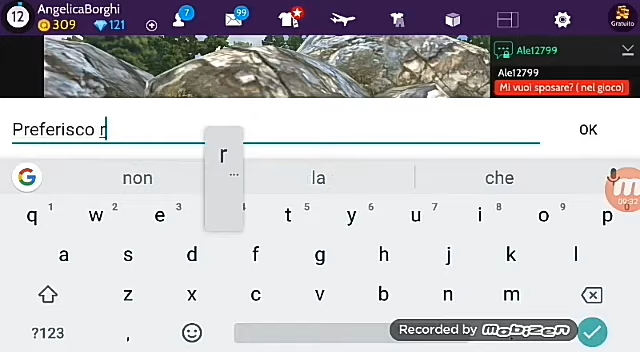 12 AngelicaBorghi
309 121 7 99 Gratuito
Ale12799
Ale12799
Mi vuoi sposare? ( nel gioco)
Preferisco r OK
r
...
non la che
09:32
q 1 w 2 e 3 4 t 5 y 6 u 7 i 8 o 9 p 0
a s d f g h j k l
z x c v b n m
?123 , Recorded by mobizen